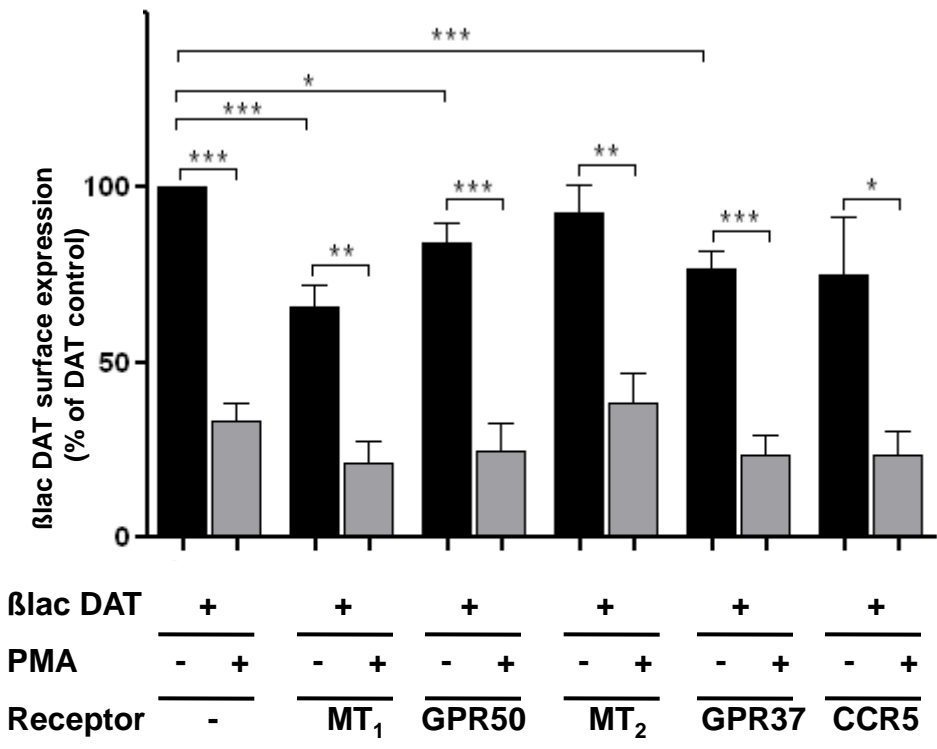 ***
*
***
***
**
***
**
***
*
100
50
0
ßlac DAT surface expression
(% of DAT control)
ßlac DAT + + + + + +
PMA - + - + - + - + - + - +
Receptor - MT₁ GPR50 MT₂ GPR37 CCR5